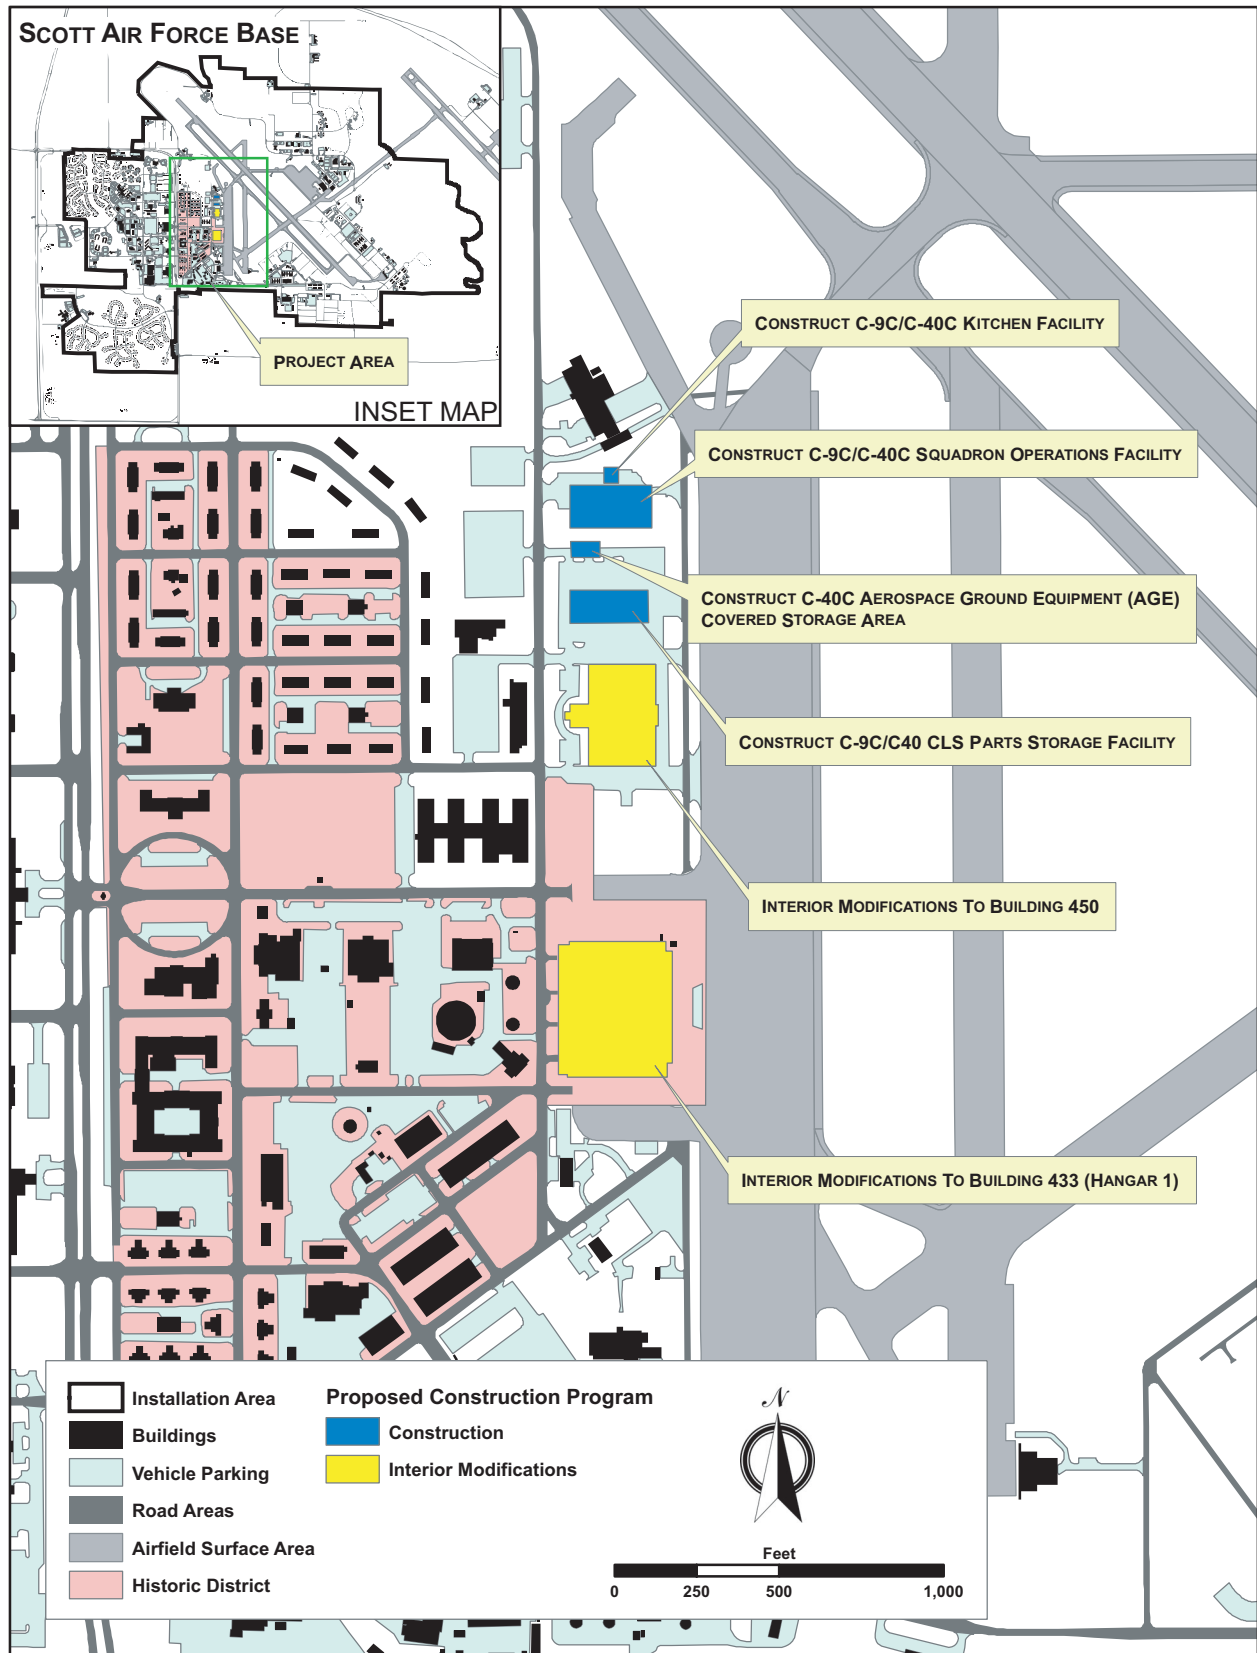 SCOTT AIR FORCE BASE
PROJECT AREA
INSET MAP
CONSTRUCT C-9C/C-40C KITCHEN FACILITY
CONSTRUCT C-9C/C-40C SQUADRON OPERATIONS FACILITY
CONSTRUCT C-40C AEROSPACE GROUND EQUIPMENT (AGE)
COVERED STORAGE AREA
CONSTRUCT C-9C/C40 CLS PARTS STORAGE FACILITY
INTERIOR MODIFICATIONS TO BUILDING 450
INTERIOR MODIFICATIONS TO BUILDING 433 (HANGAR 1)
Installation Area
Buildings
Vehicle Parking
Road Areas
Airfield Surface Area
Historic District
Proposed Construction Program
Construction
Interior Modifications
N
Feet
0 250 500 1,000